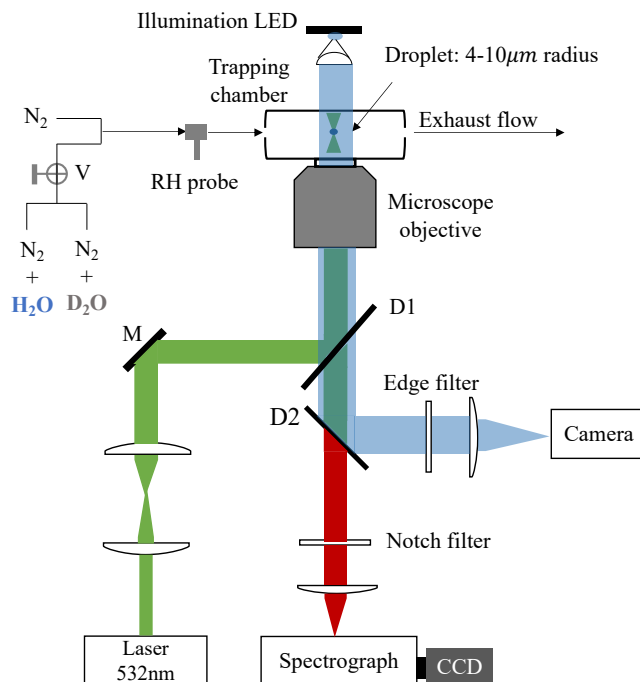 Illumination LED
Droplet: 4-10μm radius
Trapping
chamber
N₂
Exhaust flow
V
RH probe
Microscope
objective
N₂ N₂
+ +
H₂O D₂O
D1
M
Edge filter
D2
Camera
Notch filter
Laser
532nm
Spectrograph
CCD